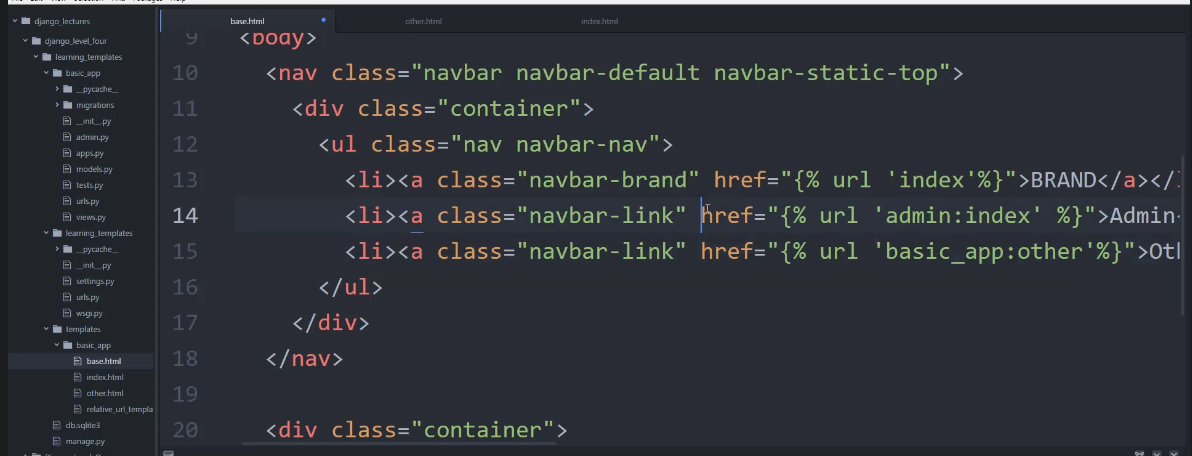 django_lectures
django_level_four
learning_templates
basic_app
__pycache__
migrations
__init__.py
admin.py
apps.py
models.py
tests.py
urls.py
views.py
learning_templates
__pycache__
__init__.py
settings.py
urls.py
wsgi.py
templates
basic_app
base.html
index.html
other.html
relative_url_templa
db.sqlite3
manage.py
base.html other.html index.html
9 <body>
10 <nav class="navbar navbar-default navbar-static-top">
11 <div class="container">
12 <ul class="nav navbar-nav">
13 <li><a class="navbar-brand" href="{% url 'index'%}">BRAND</a></
14 <li><a class="navbar-link" href="{% url 'admin:index' %}">Admin<
15 <li><a class="navbar-link" href="{% url 'basic_app:other'%}">Oth
16 </ul>
17 </div>
18 </nav>
19
20 <div class="container">